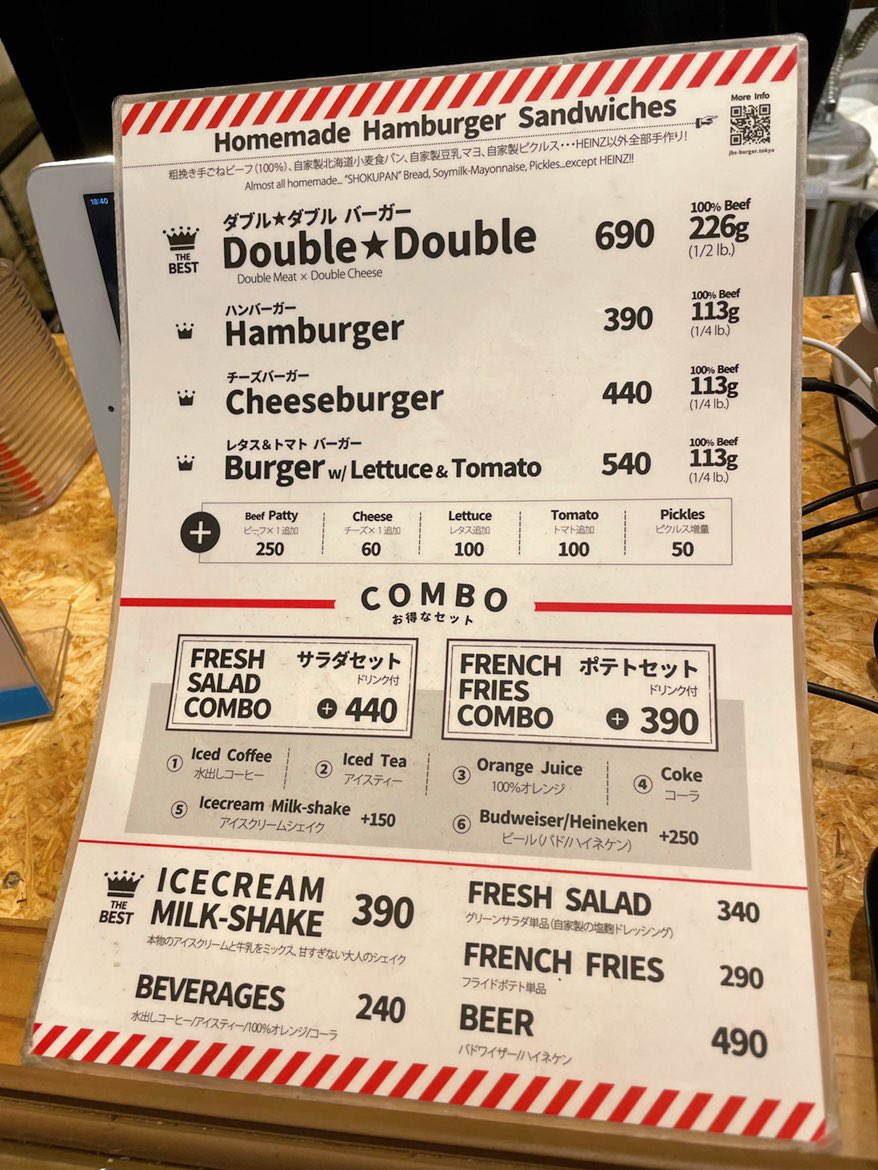 18:40
Homemade Hamburger Sandwiches
More Info
jbs-burger.tokyo
粗挽き手ごねビーフ(100%)、自家製北海道小麦食パン、自家製豆乳マヨ、自家製ピクルス・・・HEINZ以外全部手作り!
Almost all homemade... "SHOKUPAN" Bread, Soymilk-Mayonnaise, Pickles...except HEINZ!!
THE BEST
ダブル★ダブル バーガー
Double★Double 690
Double Meat × Double Cheese
100% Beef
226g
(1/2 lb.)
ハンバーガー
Hamburger 390
100% Beef
113g
(1/4 lb.)
チーズバーガー
Cheeseburger 440
100% Beef
113g
(1/4 lb.)
レタス&トマト バーガー
Burger w/ Lettuce & Tomato 540
100% Beef
113g
(1/4 lb.)
+
Beef Patty
ビーフ×1追加
250
Cheese
チーズ×1追加
60
Lettuce
レタス追加
100
Tomato
トマト追加
100
Pickles
ピクルス増量
50
COMBO
お得なセット
FRESH SALAD COMBO
サラダセット
ドリンク付
+ 440
FRENCH FRIES COMBO
ポテトセット
ドリンク付
+ 390
① Iced Coffee
水出しコーヒー
② Iced Tea
アイスティー
③ Orange Juice
100%オレンジ
④ Coke
コーラ
⑤ Icecream Milk-shake +150
アイスクリームシェイク
⑥ Budweiser/Heineken +250
ビール(バド/ハイネケン)
THE BEST
ICECREAM
MILK-SHAKE 390
本物のアイスクリームと牛乳をミックス、甘すぎない大人のシェイク
BEVERAGES 240
水出しコーヒー/アイスティー/100%オレンジ/コーラ
FRESH SALAD 340
グリーンサラダ単品(自家製の塩麹ドレッシング)
FRENCH FRIES 290
フライドポテト単品
BEER 490
バドワイザー/ハイネケン